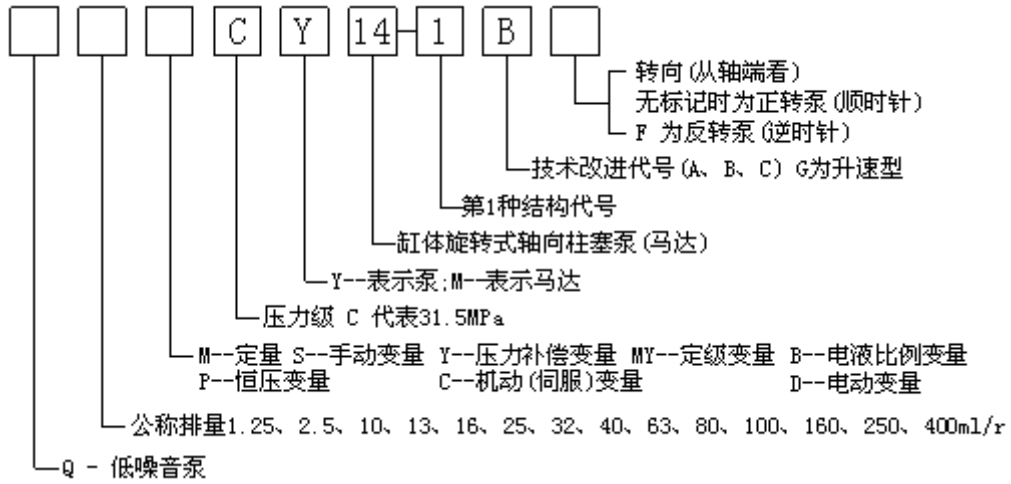 C Y 14-1 B
转向(从轴端看)
无标记时为正转泵(顺时针)
F 为反转泵(逆时针)
技术改进代号(A、B、C) G为升速型
第1种结构代号
缸体旋转式轴向柱塞泵(马达)
Y--表示泵;M--表示马达
压力级 C 代表31.5MPa
M--定量 S--手动变量 Y--压力补偿变量 MY--定级变量 B--电液比例变量
P--恒压变量 C--机动(伺服)变量 D--电动变量
公称排量1.25、2.5、10、13、16、25、32、40、63、80、100、160、250、400ml/r
Q - 低噪音泵